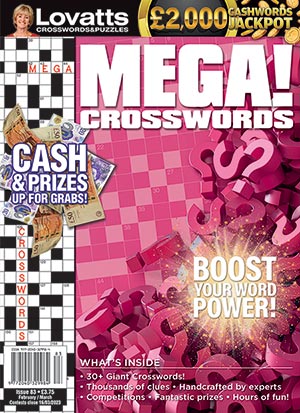 Lovatts
CROSSWORDS&PUZZLES
£2,000
CASHWORDS
JACKPOT
MEGA
MEGA!
CROSSWORDS
CASH
& PRIZES
UP FOR GRABS!
CROSSWORDS
BOOST
YOUR WORD
POWER!
Issue 83 • £3.75
February / March
WHAT'S INSIDE
• 30+ Giant Crosswords!
• Thousands of clues • Handcrafted by experts
• Competitions • Fantastic prizes • Hours of fun!